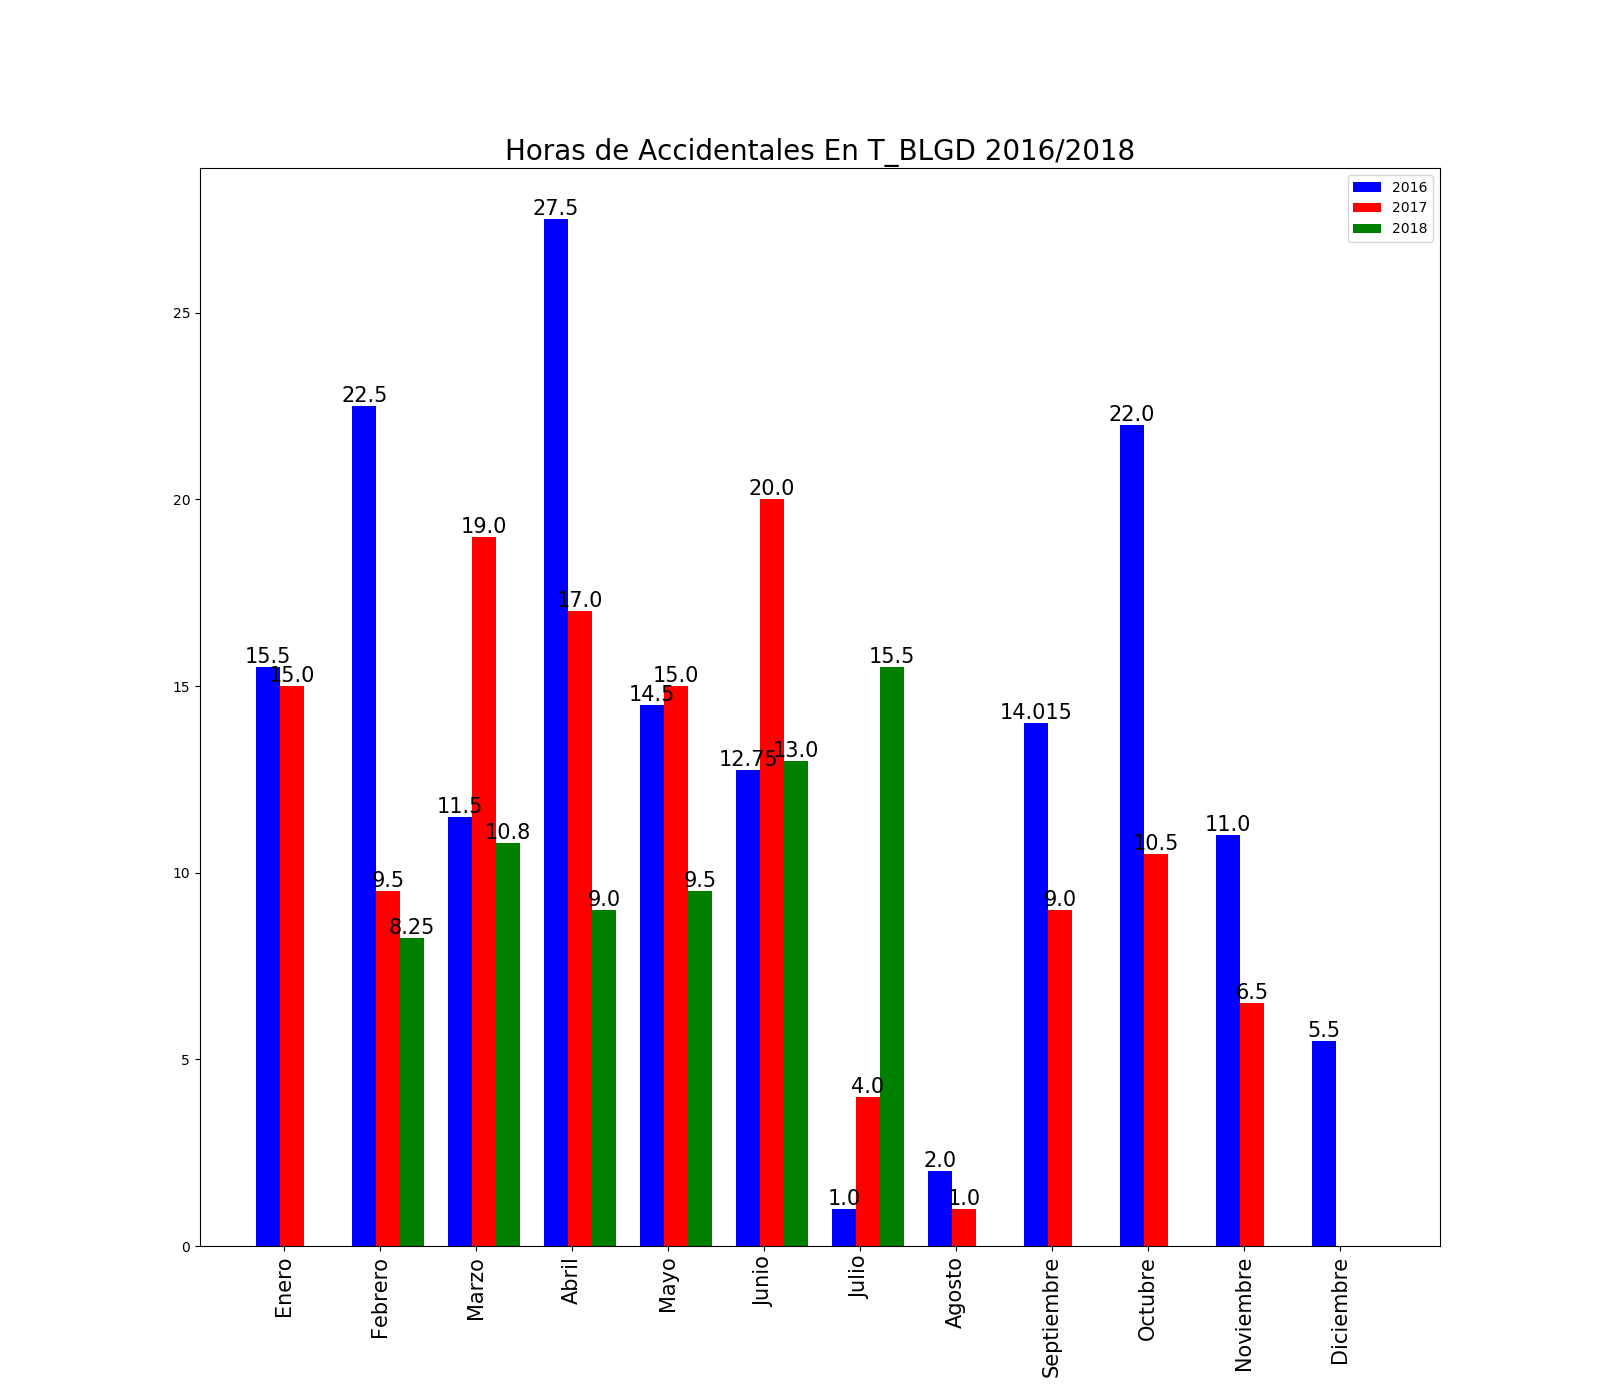 Horas de Accidentales En T_BLGD 2016/2018
2016
2017
2018
27.5
25
22.5
22.0
20.0
20
19.0
17.0
15.5
15.0
15.5
15.0
14.5
15
14.015
12.75
13.0
11.5
10.8
11.0
10.5
10
9.5
9.5
9.0
9.0
8.25
6.5
5.5
5
4.0
2.0
1.0
1.0
0
Enero
Febrero
Marzo
Abril
Mayo
Junio
Julio
Agosto
Septiembre
Octubre
Noviembre
Diciembre